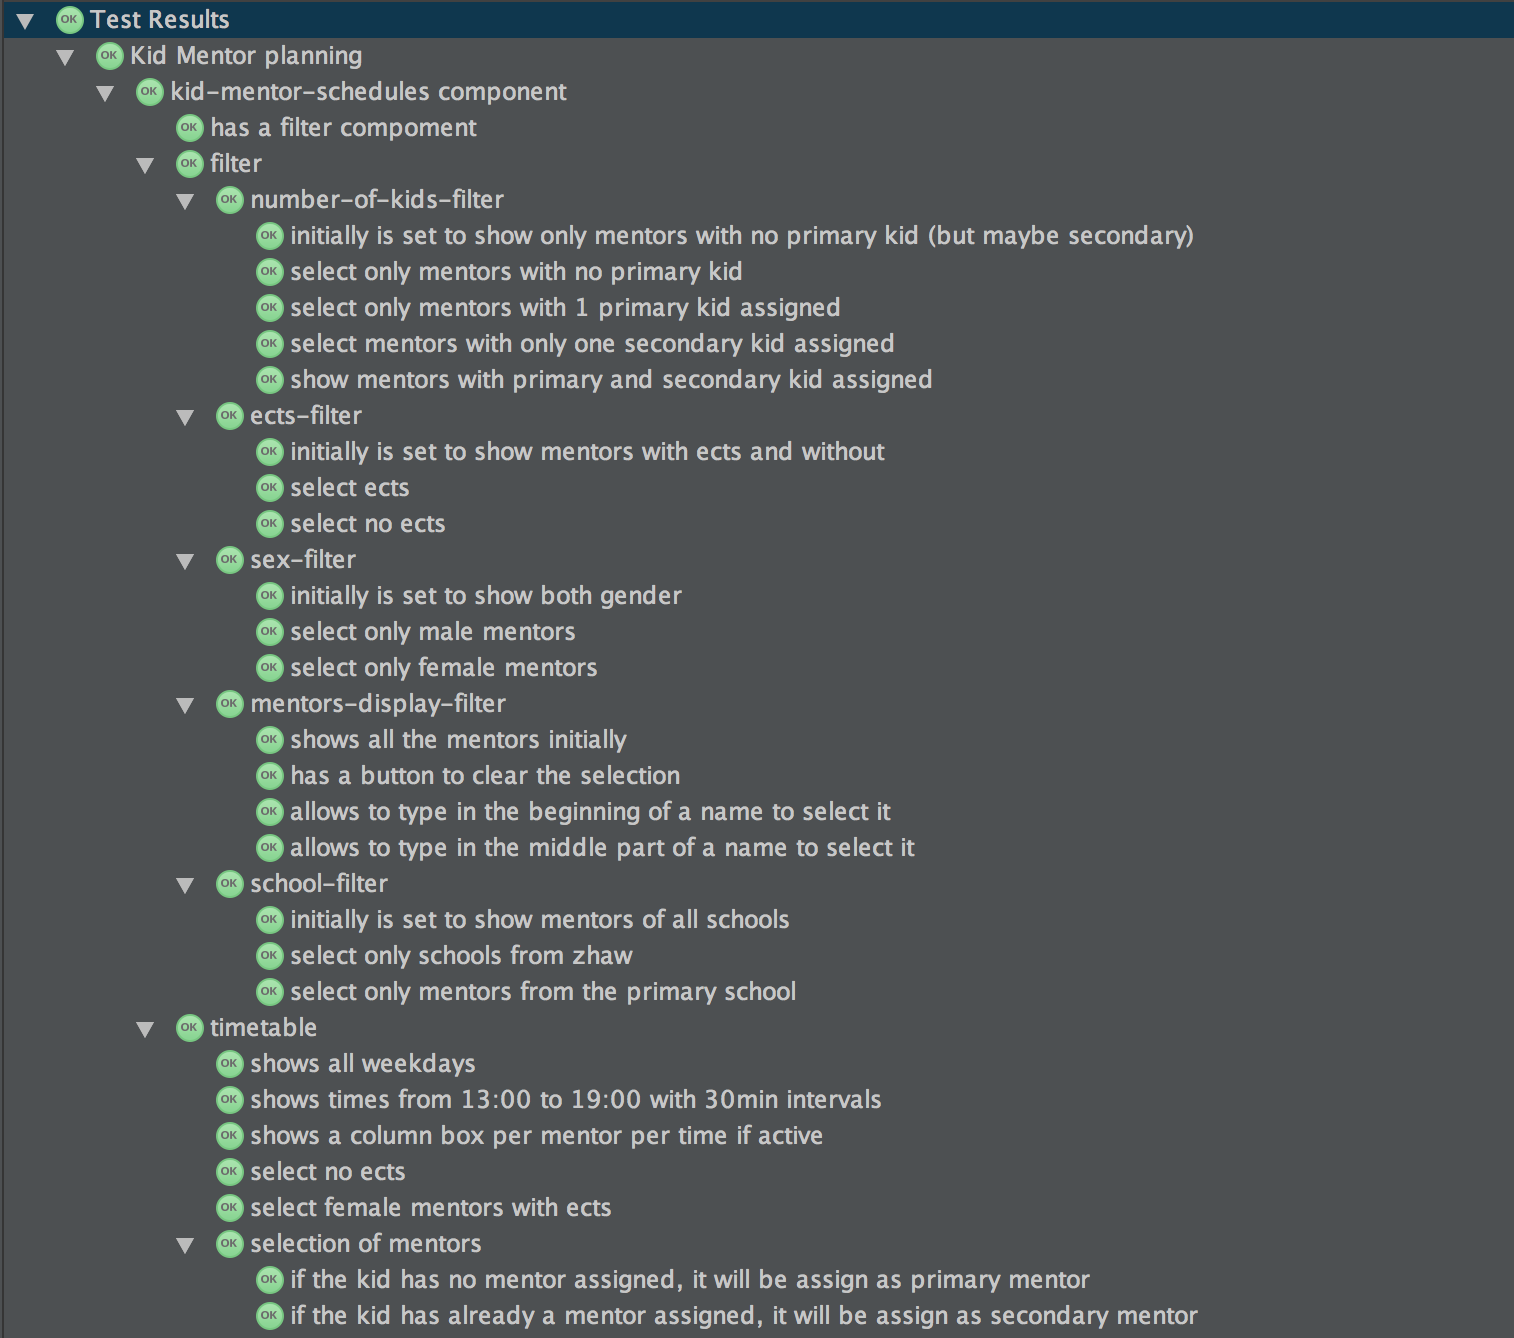 OK Test Results
OK Kid Mentor planning
OK kid-mentor-schedules component
OK has a filter compoment
OK filter
OK number-of-kids-filter
OK initially is set to show only mentors with no primary kid (but maybe secondary)
OK select only mentors with no primary kid
OK select only mentors with 1 primary kid assigned
OK select mentors with only one secondary kid assigned
OK show mentors with primary and secondary kid assigned
OK ects-filter
OK initially is set to show mentors with ects and without
OK select ects
OK select no ects
OK sex-filter
OK initially is set to show both gender
OK select only male mentors
OK select only female mentors
OK mentors-display-filter
OK shows all the mentors initially
OK has a button to clear the selection
OK allows to type in the beginning of a name to select it
OK allows to type in the middle part of a name to select it
OK school-filter
OK initially is set to show mentors of all schools
OK select only schools from zhaw
OK select only mentors from the primary school
OK timetable
OK shows all weekdays
OK shows times from 13:00 to 19:00 with 30min intervals
OK shows a column box per mentor per time if active
OK select no ects
OK select female mentors with ects
OK selection of mentors
OK if the kid has no mentor assigned, it will be assign as primary mentor
OK if the kid has already a mentor assigned, it will be assign as secondary mentor